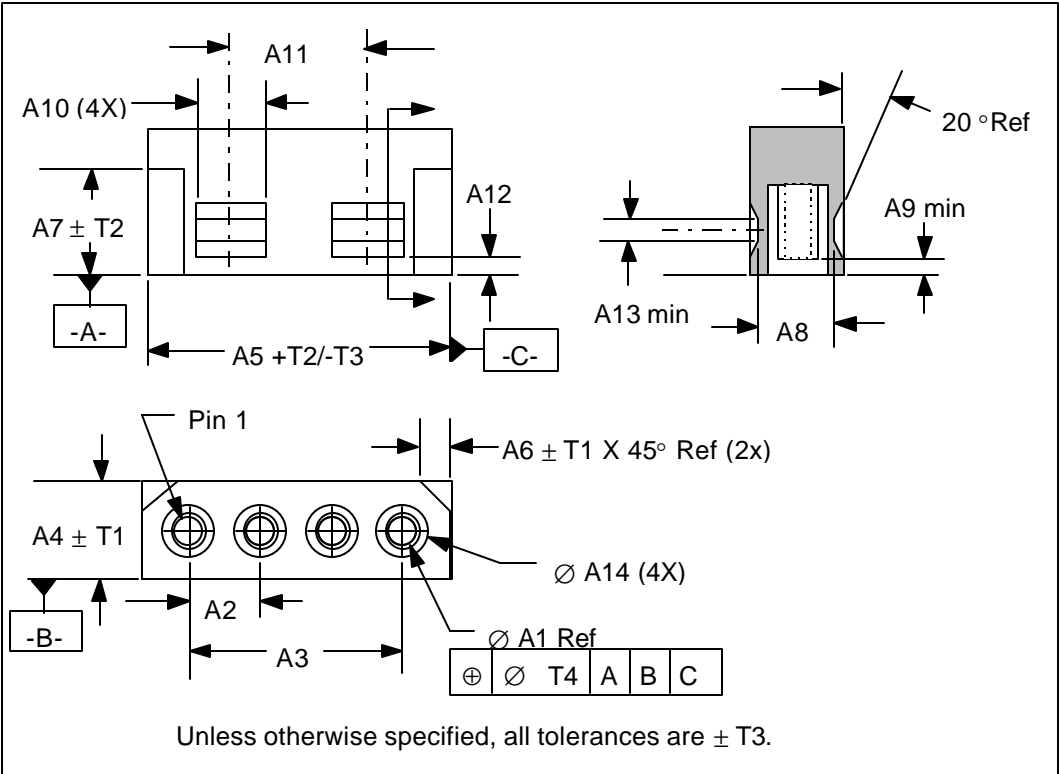 A11
A10 (4X)
20 °Ref
A12
A9 min
A7 ± T2
A13 min
-A-
A8
A5 +T2/-T3
-C-
Pin 1
A6 ± T1 X 45° Ref (2x)
A4 ± T1
∅ A14 (4X)
A2
-B-
∅ A1 Ref
A3
⊕ ∅ T4 A B C
Unless otherwise specified, all tolerances are ± T3.